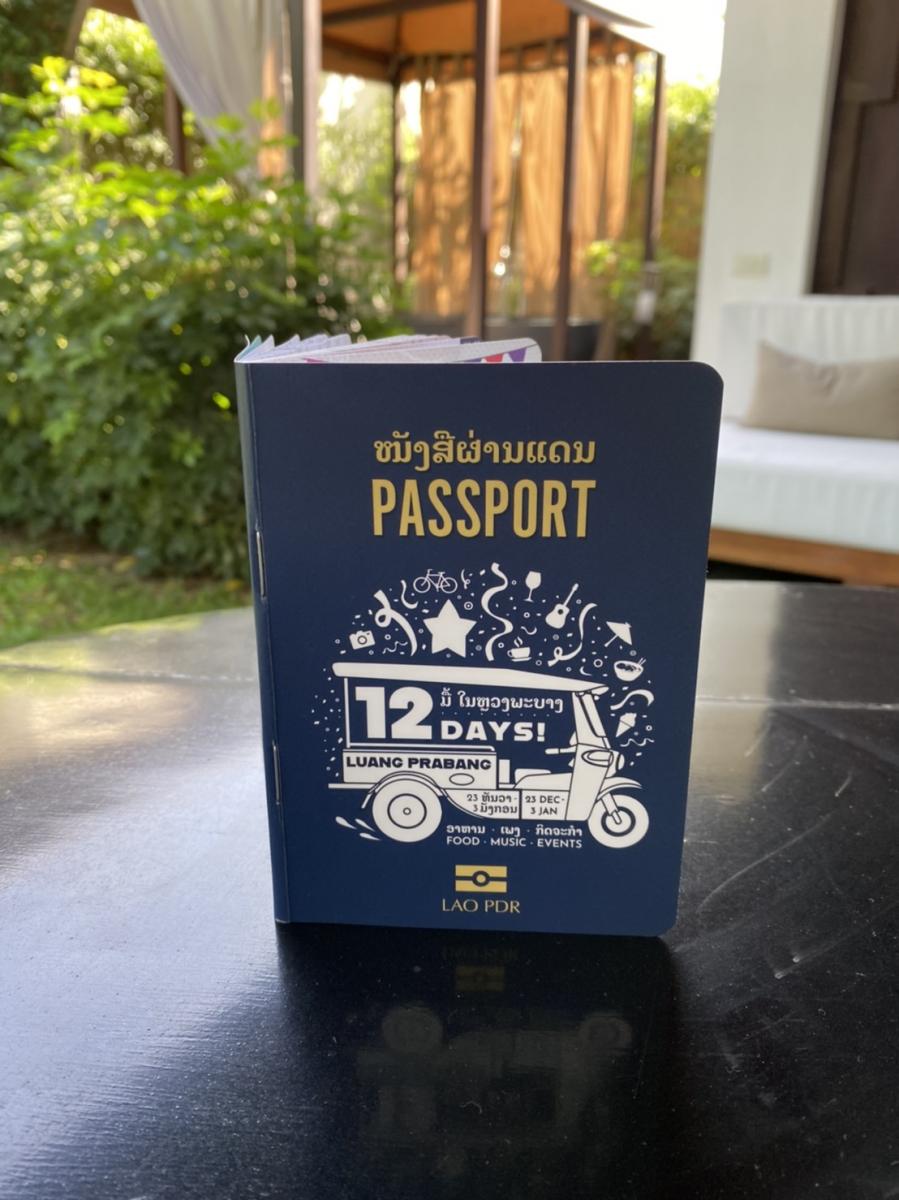 ໜັງສືຜ່ານແດນ
PASSPORT
12 ມື້ ໃນຫຼວງພະບາງ
DAYS!
LUANG PRABANG
23 ທັນວາ - 23 DEC -
3 ມັງກອນ 3 JAN
ອາຫານ · ເພງ · ກິດຈະກຳ
FOOD · MUSIC · EVENTS
LAO PDR